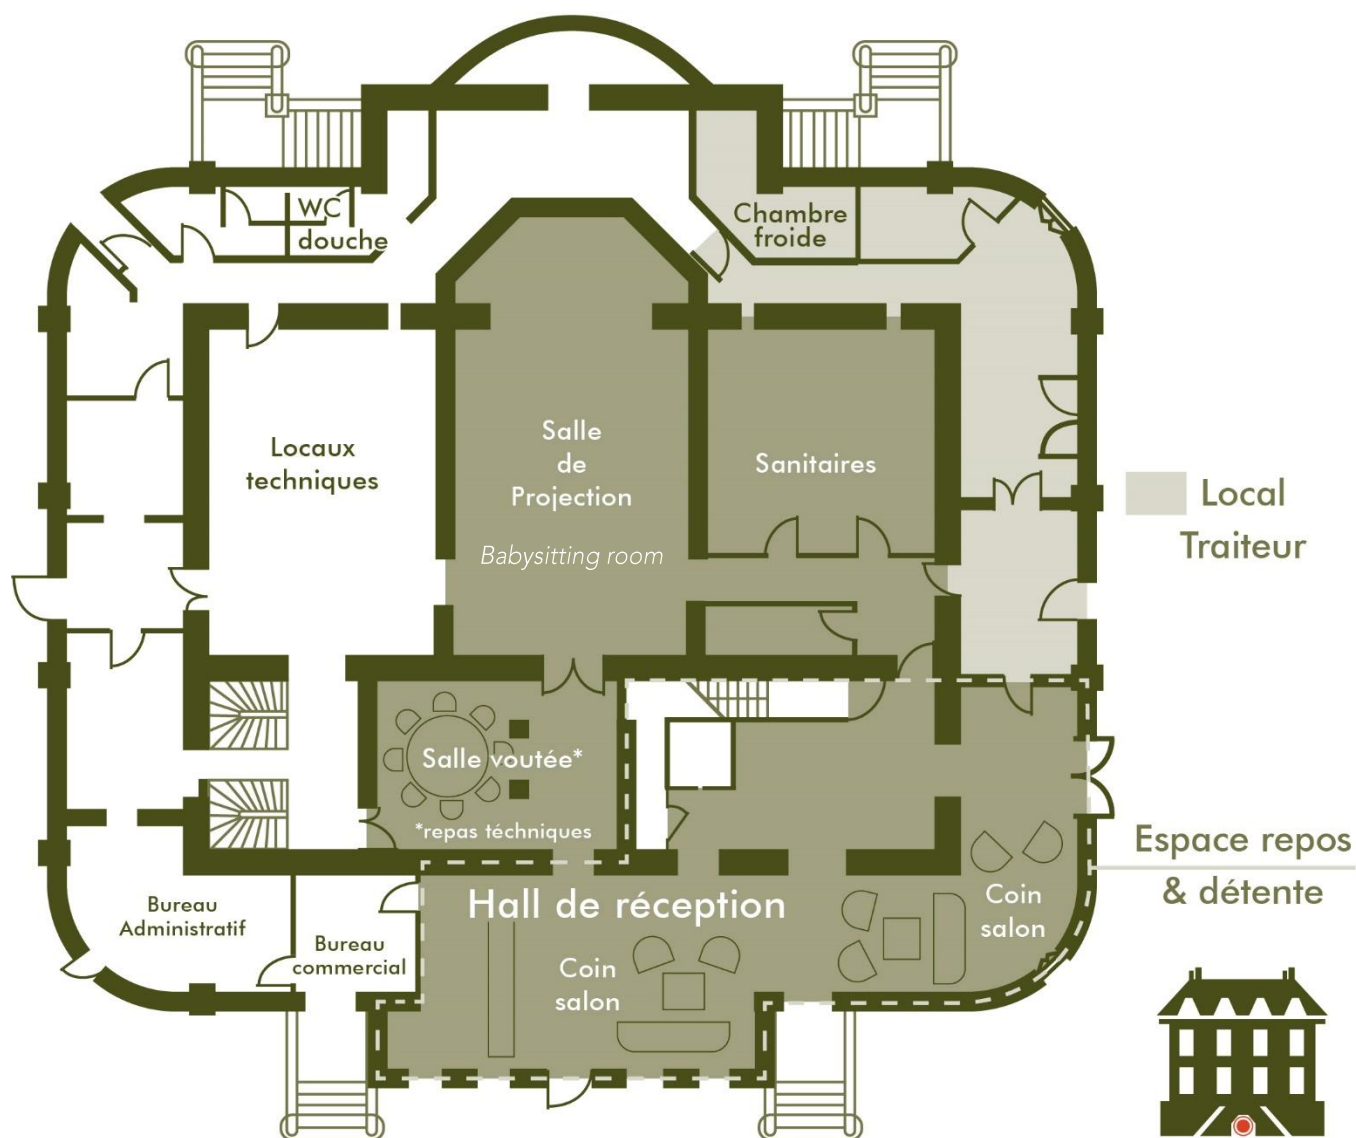 WC
douche
Chambre
froide
Locaux
techniques
Salle
de
Projection
Babysitting room
Sanitaires
Local
Traiteur
Salle voutée*
*repas téchniques
Espace repos
& détente
Hall de réception
Bureau
Administratif
Bureau
commercial
Coin
salon
Coin
salon